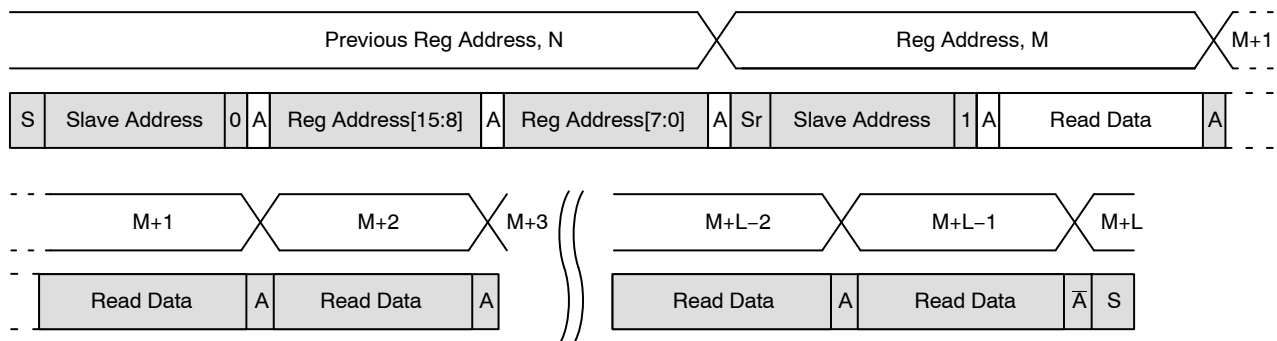 Previous Reg Address, N Reg Address, M M+1
S Slave Address 0 A Reg Address[15:8] A Reg Address[7:0] A Sr Slave Address 1 A Read Data A
M+1 M+2 M+3 M+L−2 M+L−1 M+L
Read Data A Read Data A Read Data A Read Data A̅ S